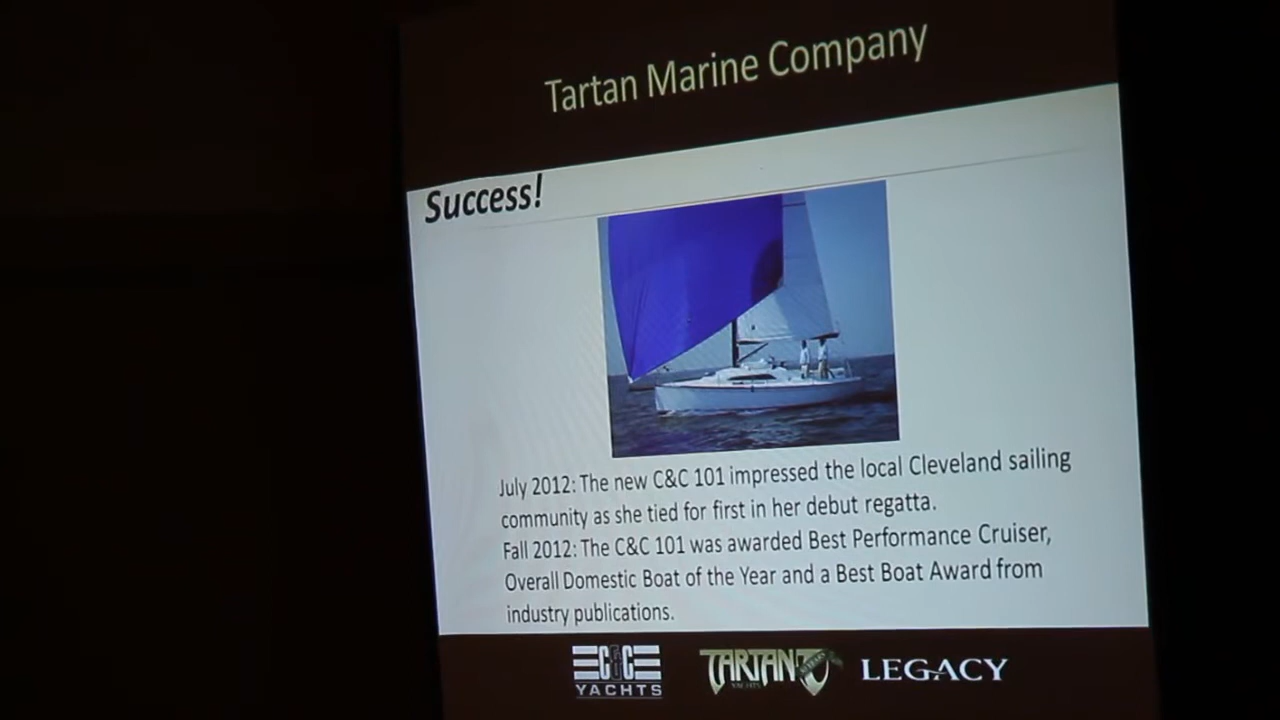 Tartan Marine Company
Success!
July 2012: The new C&C 101 impressed the local Cleveland sailing
community as she tied for first in her debut regatta.
Fall 2012: The C&C 101 was awarded Best Performance Cruiser,
Overall Domestic Boat of the Year and a Best Boat Award from
industry publications.
C&C TARTAN LEGACY
YACHTS YACHTS